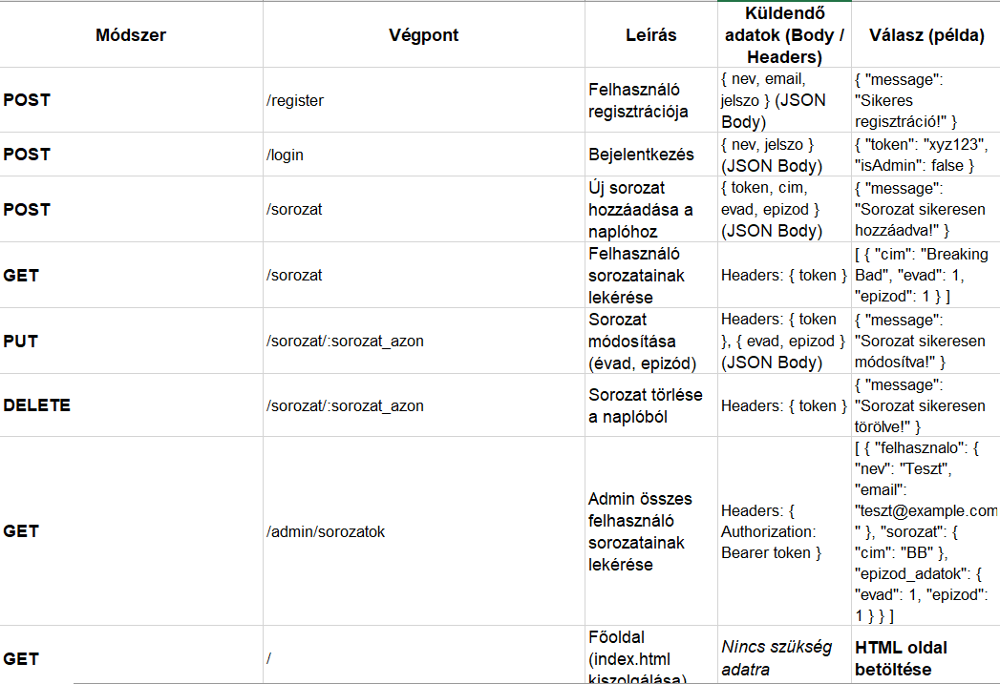 Módszer
Végpont
Leírás
Küldendő
adatok (Body /
Headers)
Válasz (példa)
POST
/register
Felhasználó
regisztrációja
{ nev, email,
jelszo } (JSON
Body)
{ "message":
"Sikeres
regisztráció!" }
POST
/login
Bejelentkezés
{ nev, jelszo }
(JSON Body)
{ "token": "xyz123",
"isAdmin": false }
POST
/sorozat
Új sorozat
hozzáadása a
naplóhoz
{ token, cim,
evad, epizod }
(JSON Body)
{ "message":
"Sorozat sikeresen
hozzáadva!" }
GET
/sorozat
Felhasználó
sorozatainak
lekérése
Headers: { token }
[ { "cim": "Breaking
Bad", "evad": 1,
"epizod": 1 } ]
PUT
/sorozat/:sorozat_azon
Sorozat
módosítása
(évad, epizód)
Headers: { token
}, { evad, epizod }
(JSON Body)
{ "message":
"Sorozat sikeresen
módosítva!" }
DELETE
/sorozat/:sorozat_azon
Sorozat törlése
a naplóból
Headers: { token }
{ "message":
"Sorozat sikeresen
törölve!" }
GET
/admin/sorozatok
Admin összes
felhasználó
sorozatainak
lekérése
Headers: {
Authorization:
Bearer token }
[ { "felhasznalo": {
"nev": "Teszt",
"email":
"teszt@example.com
" }, "sorozat": {
"cim": "BB" },
"epizod_adatok": {
"evad": 1, "epizod":
1 } } ]
GET
/
Főoldal
(index.html
kiszolgálása)
Nincs szükség
adatra
HTML oldal
betöltése